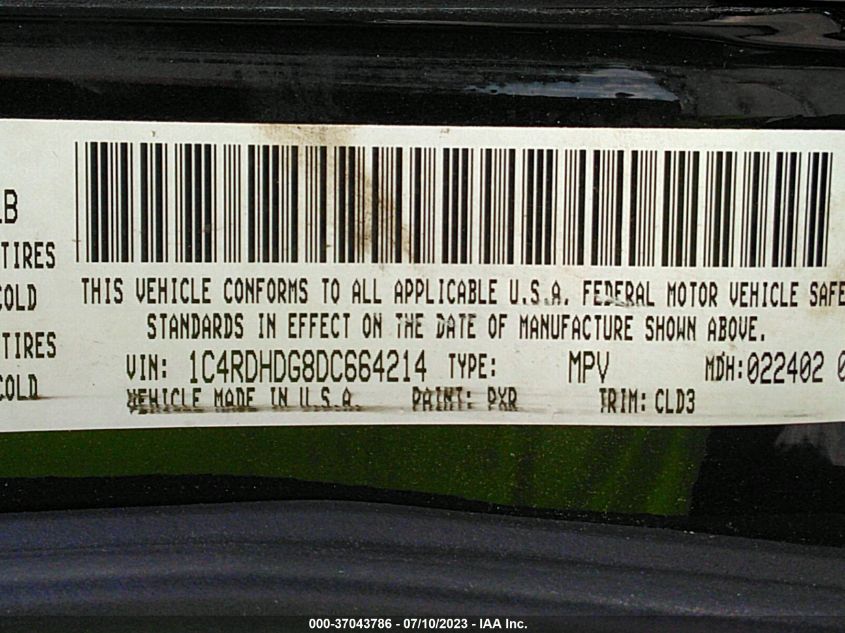 LB
TIRES
COLD
TIRES
COLD
THIS VEHICLE CONFORMS TO ALL APPLICABLE U.S.A. FEDERAL MOTOR VEHICLE SAFE
STANDARDS IN EFFECT ON THE DATE OF MANUFACTURE SHOWN ABOVE.
VIN: 1C4RDHDG8DC664214 TYPE: MPV MDH:022402 0
VEHICLE MADE IN U.S.A. PAINT: PXR TRIM: CLD3
000-37043786 - 07/10/2023 - IAA Inc.